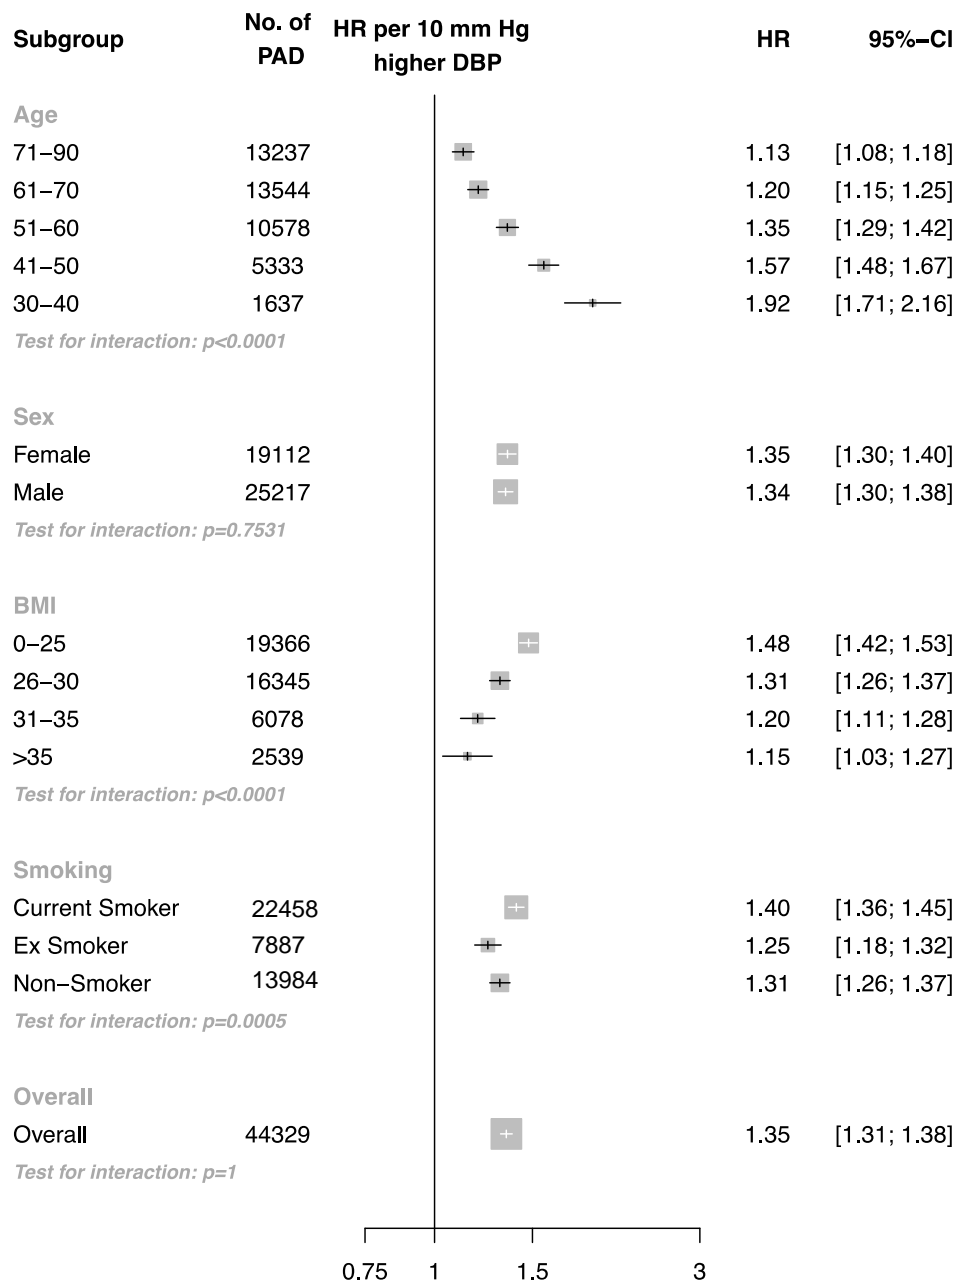 Subgroup No. of PAD HR per 10 mm Hg higher DBP HR 95%–CI
Age
71–90 13237 1.13 [1.08; 1.18]
61–70 13544 1.20 [1.15; 1.25]
51–60 10578 1.35 [1.29; 1.42]
41–50 5333 1.57 [1.48; 1.67]
30–40 1637 1.92 [1.71; 2.16]
Test for interaction: p<0.0001
Sex
Female 19112 1.35 [1.30; 1.40]
Male 25217 1.34 [1.30; 1.38]
Test for interaction: p=0.7531
BMI
0–25 19366 1.48 [1.42; 1.53]
26–30 16345 1.31 [1.26; 1.37]
31–35 6078 1.20 [1.11; 1.28]
>35 2539 1.15 [1.03; 1.27]
Test for interaction: p<0.0001
Smoking
Current Smoker 22458 1.40 [1.36; 1.45]
Ex Smoker 7887 1.25 [1.18; 1.32]
Non–Smoker 13984 1.31 [1.26; 1.37]
Test for interaction: p=0.0005
Overall
Overall 44329 1.35 [1.31; 1.38]
Test for interaction: p=1
0.75 1 1.5 3